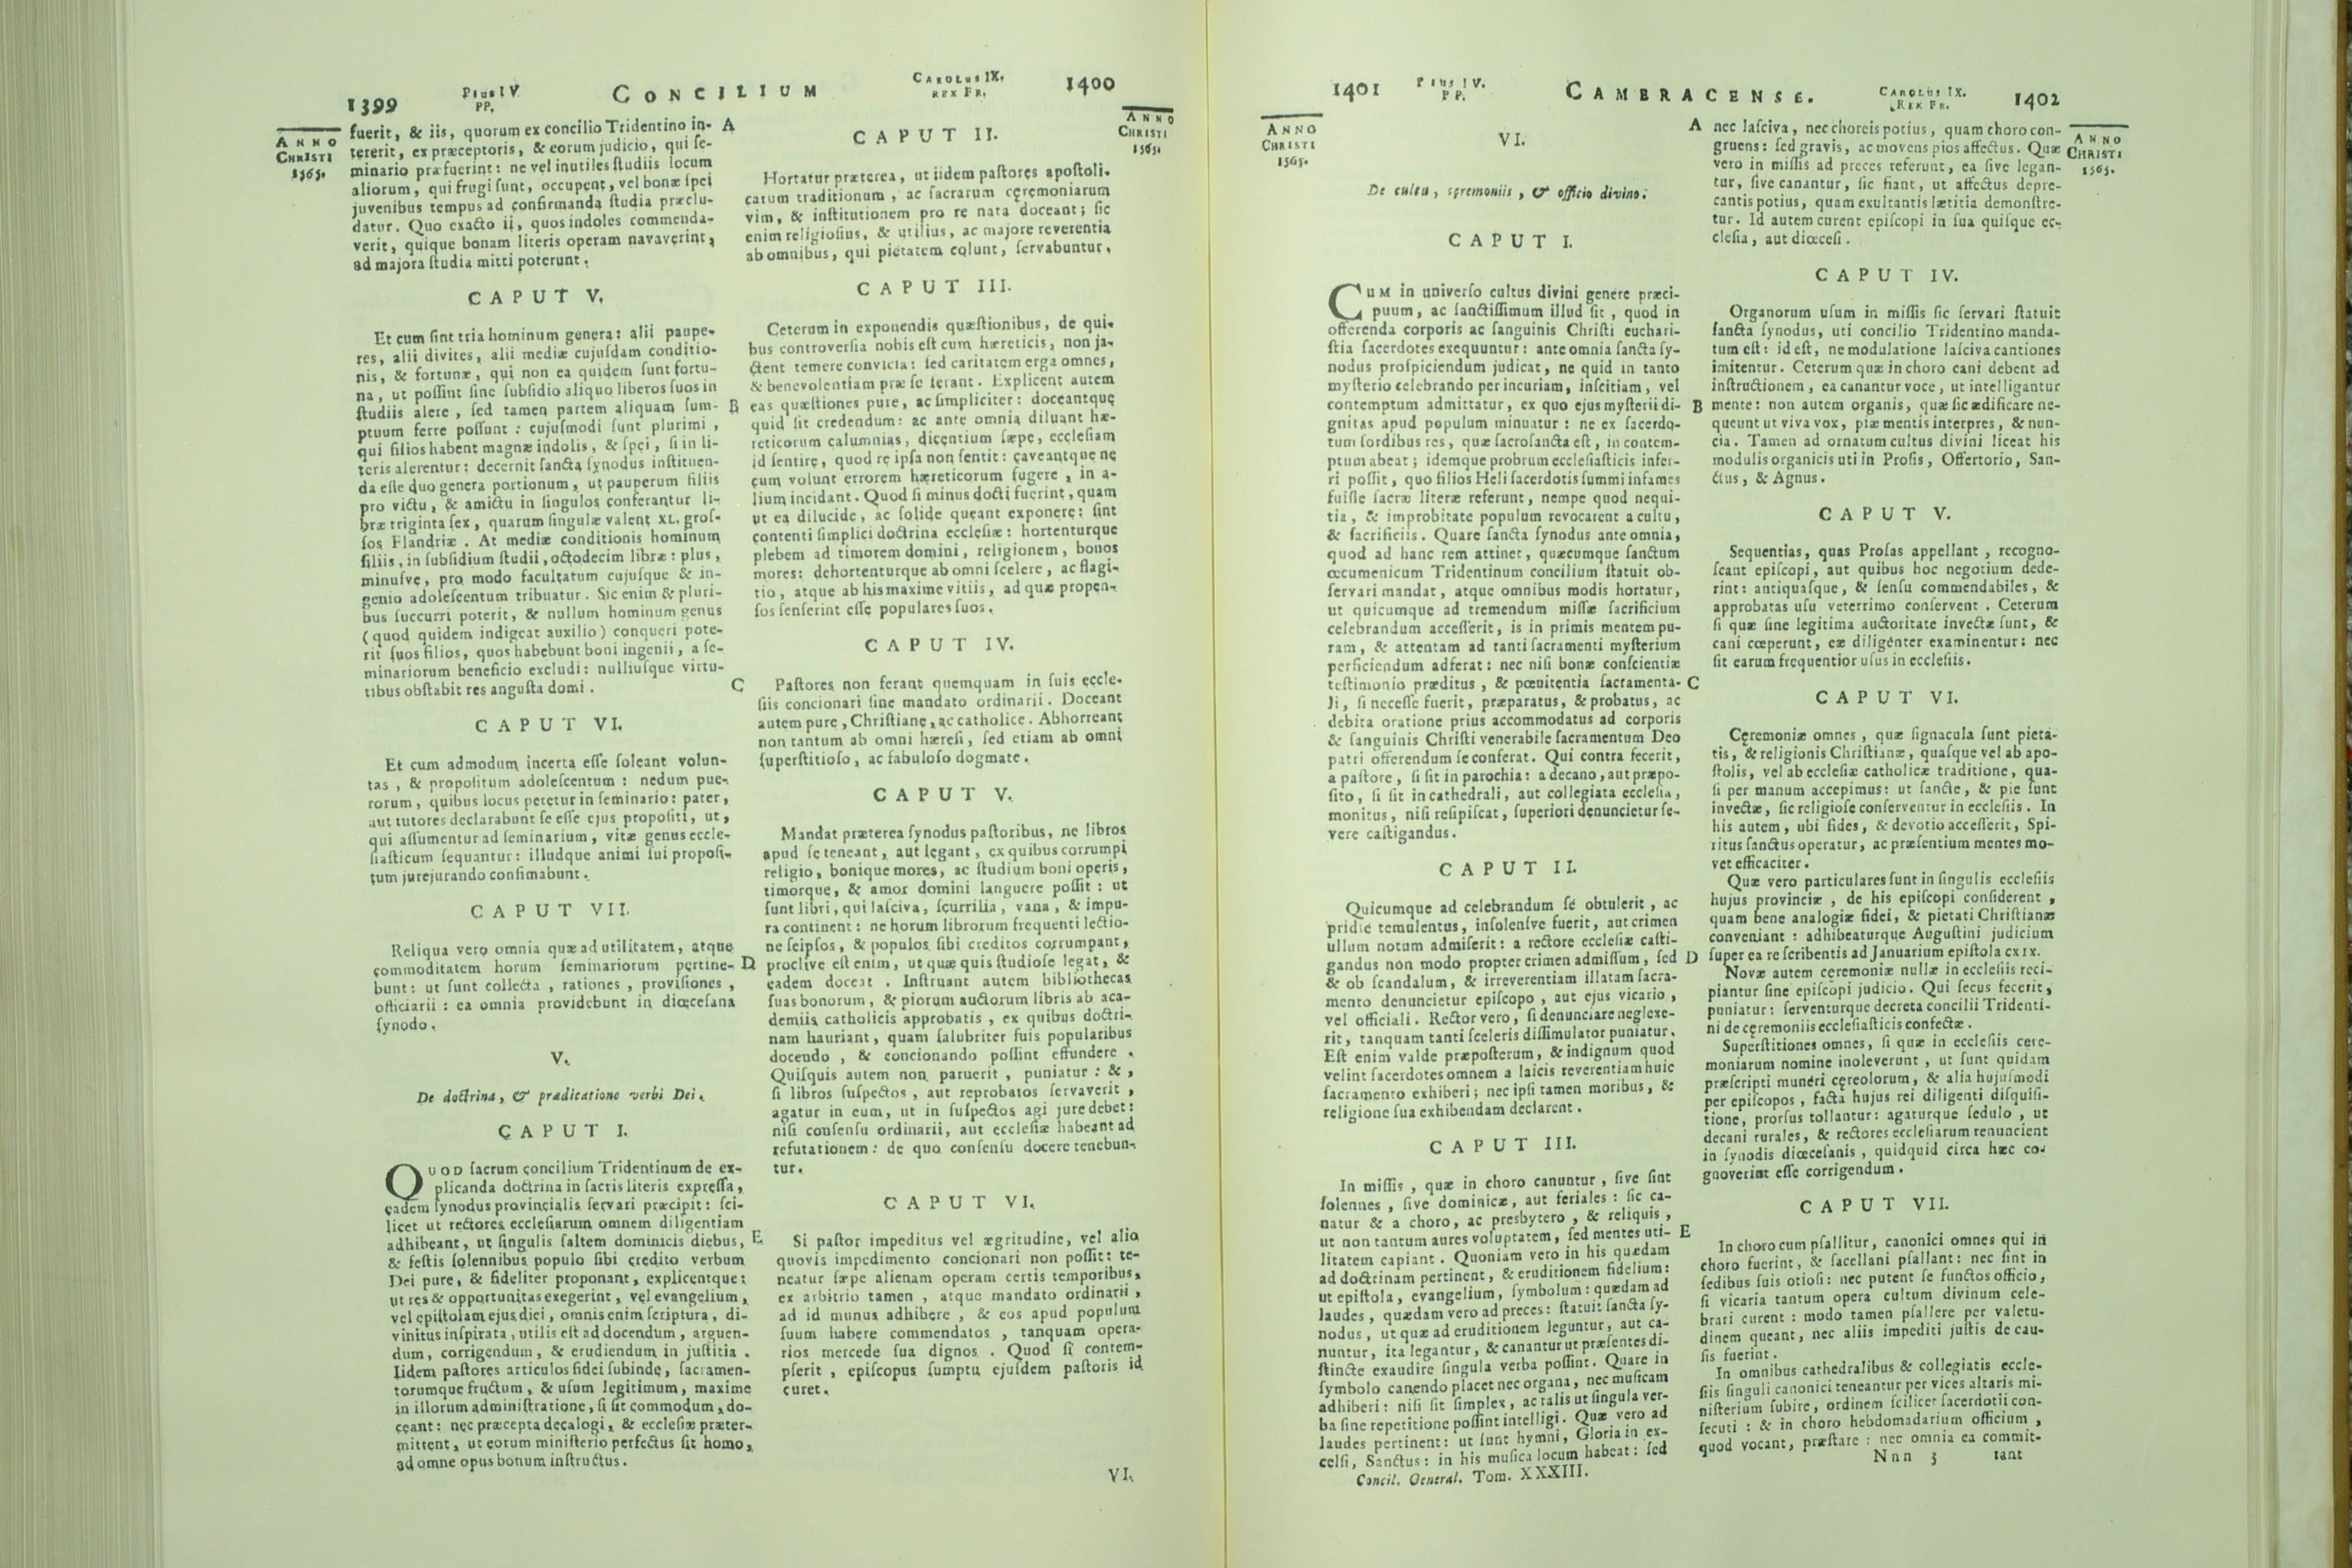 1399
Pius IV
PP.
CONCILIUM
CAROLUS IX.
REX FR.
1400
ANNO
CHRISTI
1565.
fuerit, & iis, quorum ex concilio Tridentino in-
tererit, ex præceptoris, & eorum judicio, qui ſe-
minario præfuerint: ne vel inutiles ſtudiis locum
aliorum, qui frugi ſunt, occupent, vel bonæ ſpei
juvenibus tempus ad confirmanda ſtudia præclu-
datur. Quo exacto ii, quos indoles commenda-
verit, quique bonam literis operam navaverint,
ad majora ſtudia mitti poterunt.
CAPUT V.
Et cum ſint tria hominum genera: alii paupe-
res, alii divites, alii mediæ cujuſdam conditio-
nis, & fortunæ, qui non ea quidem ſunt fortu-
na, ut poſſint ſine ſubſidio aliquo liberos ſuos in
ſtudiis alere, ſed tamen partem aliquam ſum-
ptuum ferre poſſunt: cujuſmodi ſunt plurimi,
qui filios habent magnæ indolis, & ſpei, ſi in li-
teris alerentur: decernit ſancta ſynodus inſtituen-
da eſſe duo genera portionum, ut pauperum filiis
pro victu, & amictu in ſingulos conferantur li-
bræ triginta ſex, quarum ſingulæ valent XL. groſ-
ſos Flandriæ. At mediæ conditionis hominum
filiis, in ſubſidium ſtudii, octodecim libræ: plus,
minuſve, pro modo facultatum cujuſque & in-
genio adoleſcentum tribuatur. Sic enim & pluri-
bus ſuccurri poterit, & nullum hominum genus
(quod quidem indigeat auxilio) conqueri pote-
rit ſuos filios, quos habebunt boni ingenii, a ſe-
minariorum beneficio excludi: nulliuſque virtu-
tibus obſtabit res anguſta domi.
CAPUT VI.
Et cum admodum incerta eſſe ſoleant volun-
tas, & propoſitum adoleſcentum: nedum pue-
rorum, quibus locus petetur in ſeminario: pater,
aut tutores declarabunt ſe eſſe ejus propoſiti, ut,
qui aſſumentur ad ſeminarium, vitæ genus eccle-
ſiaſticum ſequantur: illudque animi ſui propoſi-
tum jurejurando confimabunt.
CAPUT VII.
Reliqua vero omnia quæ ad utilitatem, atque
commoditatem horum ſeminariorum pertine-
bunt: ut ſunt collecta, rationes, proviſiones,
officiarii: ea omnia providebunt in diœceſana
ſynodo.
V.
De doctrina, & prædicatione verbi Dei.
CAPUT I.
QUOD ſacrum concilium Tridentinum de ex-
plicanda doctrina in ſacris literis expreſſa,
eadem ſynodus provincialis ſervari præcipit: ſci-
licet ut rectores eccleſiarum omnem diligentiam
adhibeant, ut ſingulis ſaltem dominicis diebus,
& feſtis ſolennibus populo ſibi credito verbum
Dei pure, & fideliter proponant, explicentque:
ut res & opportunitas exegerint, vel evangelium,
vel epiſtolam ejus diei, omnis enim ſcriptura, di-
vinitus inſpirata, utilis eſt ad docendum, arguen-
dum, corrigendum, & erudiendum in juſtitia.
Iidem paſtores articulos fidei ſubinde, ſacramen-
torumque fructum, & uſum legitimum, maxime
in illorum adminiſtratione, ſi ſit commodum, do-
ceant: nec præcepta decalogi, & eccleſiæ præter-
mittent, ut eorum miniſterio perfectus ſit homo,
ad omne opus bonum inſtructus.
A
B
C
D
E
ANNO
CHRISTI
1565.
CAPUT II.
Hortatur præterea, ut iidem paſtores apoſtoli-
carum traditionum, ac ſacrarum cęremoniarum
vim, & inſtitutionem pro re nata doceant; ſic
enim religioſius, & utilius, ac majore reverentia
ab omnibus, qui pietatem colunt, ſervabuntur.
CAPUT III.
Ceterum in exponendis quæſtionibus, de qui-
bus controverſia nobis eſt cum hæreticis, non ja-
ctent temere convicia: ſed caritatem erga omnes,
& benevolentiam præ ſe ferant. Explicent autem
eas quæſtiones pure, ac ſimpliciter: doceantque
quid ſit credendum: ac ante omnia diluant hæ-
reticorum calumnias, dicentium ſæpe, eccleſiam
id ſentire, quod re ipſa non ſentit: caveantque ne
cum volunt errorem hæreticorum fugere, in a-
lium incidant. Quod ſi minus docti fuerint, quam
ut ea dilucide, ac ſolide queant exponere: ſint
contenti ſimplici doctrina eccleſiæ: hortenturque
plebem ad timorem domini, religionem, bonos
mores: dehortenturque ab omni ſcelere, ac flagi-
tio, atque ab his maxime vitiis, ad quæ propen-
ſos ſenſerint eſſe populares ſuos.
CAPUT IV.
Paſtores non ferant quemquam in ſuis eccle-
ſiis concionari ſine mandato ordinarii. Doceant
autem pure, Chriſtiane, ac catholice. Abhorreant
non tantum ab omni hæreſi, ſed etiam ab omni
ſuperſtitioſo, ac fabuloſo dogmate.
CAPUT V.
Mandat præterea ſynodus paſtoribus, ne libros
apud ſe teneant, aut legant, ex quibus corrumpi
religio, bonique mores, ac ſtudium boni operis,
timorque, & amor domini languere poſſit: ut
ſunt libri, qui laſciva, ſcurrilia, vana, & impu-
ra continent: ne horum librorum frequenti lectio-
ne ſeipſos, & populos ſibi creditos corrumpant,
proclive eſt enim, ut quæ quis ſtudioſe legat, &
eadem doceat. Inſtruant autem bibliothecas
ſuas bonorum, & piorum auctorum libris ab aca-
demiis catholicis approbatis, ex quibus doctri-
nam hauriant, quam ſalubriter ſuis popularibus
docendo, & concionando poſſint effundere.
Quiſquis autem non paruerit, puniatur: &,
ſi libros ſuſpectos, aut reprobatos ſervaverit,
agatur in eum, ut in ſuſpectos agi jure debet:
niſi conſenſu ordinarii, aut eccleſiæ habeant ad
refutationem: de quo conſenſu docere tenebun-
tur.
CAPUT VI.
Si paſtor impeditus vel ægritudine, vel alio
quovis impedimento concionari non poſſit: te-
neatur ſæpe alienam operam certis temporibus,
ex arbitrio tamen, atque mandato ordinarii,
ad id munus adhibere, & eos apud populum
ſuum habere commendatos, tanquam opera-
rios mercede ſua dignos. Quod ſi contem-
pſerit, epiſcopus ſumptu ejuſdem paſtoris id
curet.
VI.
1401
PIUS IV.
PP.
CAMBRACENSE.
CAROLUS IX.
REX FR.
1402
ANNO
CHRISTI
1565.
VI.
De cultu, cęremoniis, & officio divino.
CAPUT I.
CUM in univerſo cultus divini genere præci-
puum, ac ſanctiſſimum illud ſit, quod in
offerenda corporis ac ſanguinis Chriſti euchari-
ſtia ſacerdotes exequuntur: ante omnia ſancta ſy-
nodus proſpiciendum judicat, ne quid in tanto
myſterio celebrando per incuriam, inſcitiam, vel
contemptum admittatur, ex quo ejus myſterii di-
gnitas apud populum minuatur: ne ex ſacerdo-
tum ſordibus res, quæ ſacroſancta eſt, in contem-
ptum abeat; idemque probrum eccleſiaſticis infer-
ri poſſit, quo filios Heli ſacerdotis ſummi infames
fuiſſe ſacræ literæ referunt, nempe quod nequi-
tia, & improbitate populum revocarent a cultu,
& ſacrificiis. Quare ſancta ſynodus ante omnia,
quod ad hanc rem attinet, quæcumque ſanctum
œcumenicum Tridentinum concilium ſtatuit ob-
ſervari mandat, atque omnibus modis hortatur,
ut quicumque ad tremendum miſſæ ſacrificium
celebrandum acceſſerit, is in primis mentem pu-
ram, & attentam ad tanti ſacramenti myſterium
perficiendum adferat: nec niſi bonæ conſcientiæ
teſtimonio præditus, & pœnitentia ſacramenta-
li, ſi neceſſe fuerit, præparatus, & probatus, ac
debita oratione prius accommodatus ad corporis
& ſanguinis Chriſti venerabile ſacramentum Deo
patri offerendum ſe conferat. Qui contra fecerit,
a paſtore, ſi ſit in parochia: a decano, aut præpo-
ſito, ſi ſit in cathedrali, aut collegiata eccleſia,
monitus, niſi reſipiſcat, ſuperiori denuncietur ſe-
vere caſtigandus.
CAPUT II.
Quicumque ad celebrandum ſe obtulerit, ac
pridie temulentus, inſolenſve fuerit, aut crimen
ullum notum admiſerit: a rectore eccleſiæ caſti-
gandus non modo propter crimen admiſſum, ſed
& ob ſcandalum, & irreverentiam illatam ſacra-
mento denuncietur epiſcopo, aut ejus vicario,
vel officiali. Rector vero, ſi denunciare neglexe-
rit, tanquam tanti ſceleris diſſimulator puniatur.
Eſt enim valde præpoſterum, & indignum quod
velint ſacerdotes omnem a laicis reverentiam huic
ſacramento exhiberi; nec ipſi tamen moribus, &
religione ſua exhibendam declarent.
CAPUT III.
In miſſis, quæ in choro canuntur, ſive ſint
ſolennes, ſive dominicæ, aut feriales: ſic ca-
natur & a choro, ac presbytero, & reliquis,
ut non tantum aures voluptatem, ſed mentes uti-
litatem capiant. Quoniam vero in his quædam
ad doctrinam pertinent, & eruditionem fidelium:
ut epiſtola, evangelium, ſymbolum: quædam ad
laudes, quædam vero ad preces: ſtatuit ſancta ſy-
nodus, ut quæ ad eruditionem leguntur, aut ca-
nuntur, ita legantur, & canantur ut præſentes di-
ſtincte exaudire ſingula verba poſſint. Quare in
ſymbolo canendo placet nec organa, nec muſicam
adhiberi: niſi ſit ſimplex, ac talis ut ſingula ver-
ba ſine repetitione poſſint intelligi. Quæ vero ad
laudes pertinent: ut ſunt hymni, Gloria in ex-
celſi, Sanctus: in his muſica locum habeat: ſed
Concil. General. Tom. XXXIII.
A
B
C
D
E
ANNO
CHRISTI
1565.
nec laſciva, nec choreis potius, quam choro con-
gruens: ſed gravis, ac movens pios affectus. Quæ
vero in miſſis ad preces referunt, ea ſive legan-
tur, ſive canantur, ſic fiant, ut affectus depre-
cantis potius, quam exultantis lætitia demonſtre-
tur. Id autem curent epiſcopi in ſua quiſque ec-
cleſia, aut diœceſi.
CAPUT IV.
Organorum uſum in miſſis ſic ſervari ſtatuit
ſancta ſynodus, uti concilio Tridentino manda-
tum eſt: id eſt, ne modulatione laſciva cantiones
imitentur. Ceterum quæ in choro cani debent ad
inſtructionem, ea canantur voce, ut intelligantur
mente: non autem organis, quæ ſic ædificare ne-
queunt ut viva vox, piæ mentis interpres, & nun-
cia. Tamen ad ornatum cultus divini liceat his
modulis organicis uti in Proſis, Offertorio, San-
ctus, & Agnus.
CAPUT V.
Sequentias, quas Proſas appellant, recogno-
ſcant epiſcopi, aut quibus hoc negotium dede-
rint: antiquaſque, & ſenſu commendabiles, &
approbatas uſu veterrimo conſervent. Ceterum
ſi quæ ſine legitima auctoritate invectæ ſunt, &
cani cœperunt, eæ diligenter examinentur: nec
ſit earum frequentior uſus in eccleſiis.
CAPUT VI.
Cęremoniæ omnes, quæ ſignacula ſunt pieta-
tis, & religionis Chriſtianæ, quaſque vel ab apo-
ſtolis, vel ab eccleſiæ catholicæ traditione, qua-
ſi per manum accepimus: ut ſancte, & pie ſunt
invectæ, ſic religioſe conſerventur in eccleſiis. In
his autem, ubi fides, & devotio acceſſerit, Spi-
ritus ſanctus operatur, ac præſentium mentes mo-
vet efficaciter.
Quæ vero particulares ſunt in ſingulis eccleſiis
hujus provinciæ, de his epiſcopi conſiderent,
quam bene analogiæ fidei, & pietati Chriſtianæ
conveniant: adhibeaturque Auguſtini judicium
ſuper ea re ſcribentis ad Januarium epiſtola cxix.
Novæ autem ceremoniæ nullæ in eccleſiis reci-
piantur ſine epiſcopi judicio. Qui ſecus fecerit,
puniatur: ſerventurque decreta concilii Tridenti-
ni de cęremoniis eccleſiaſticis confectæ.
Superſtitiones omnes, ſi quæ in eccleſiis cere-
moniarum nomine inoleverunt, ut ſunt quidam
præſcripti numeri cęreolorum, & alia hujuſmodi
per epiſcopos, facta hujus rei diligenti diſquiſi-
tione, prorſus tollantur: agaturque ſedulo, ut
decani rurales, & rectores eccleſiarum renuncient
in ſynodis diœceſanis, quidquid circa hæc co-
gnoverint eſſe corrigendum.
CAPUT VII.
In choro cum pſallitur, canonici omnes qui in
choro fuerint, & ſacellani pſallant: nec ſint in
ſedibus ſuis otioſi: nec putent ſe functos officio,
ſi vicaria tantum opera cultum divinum cele-
brari curent: modo tamen pſallere per valetu-
dinem queant, nec aliis impediti juſtis de cau-
ſis fuerint.
In omnibus cathedralibus & collegiatis eccle-
ſiis ſinguli canonici teneantur per vices altaris mi-
niſterium ſubire, ordinem ſcilicet ſacerdotii con-
ſecuti: & in choro hebdomadarium officium,
quod vocant, præſtare: nec omnia ea commit-
Nnn 3
tant